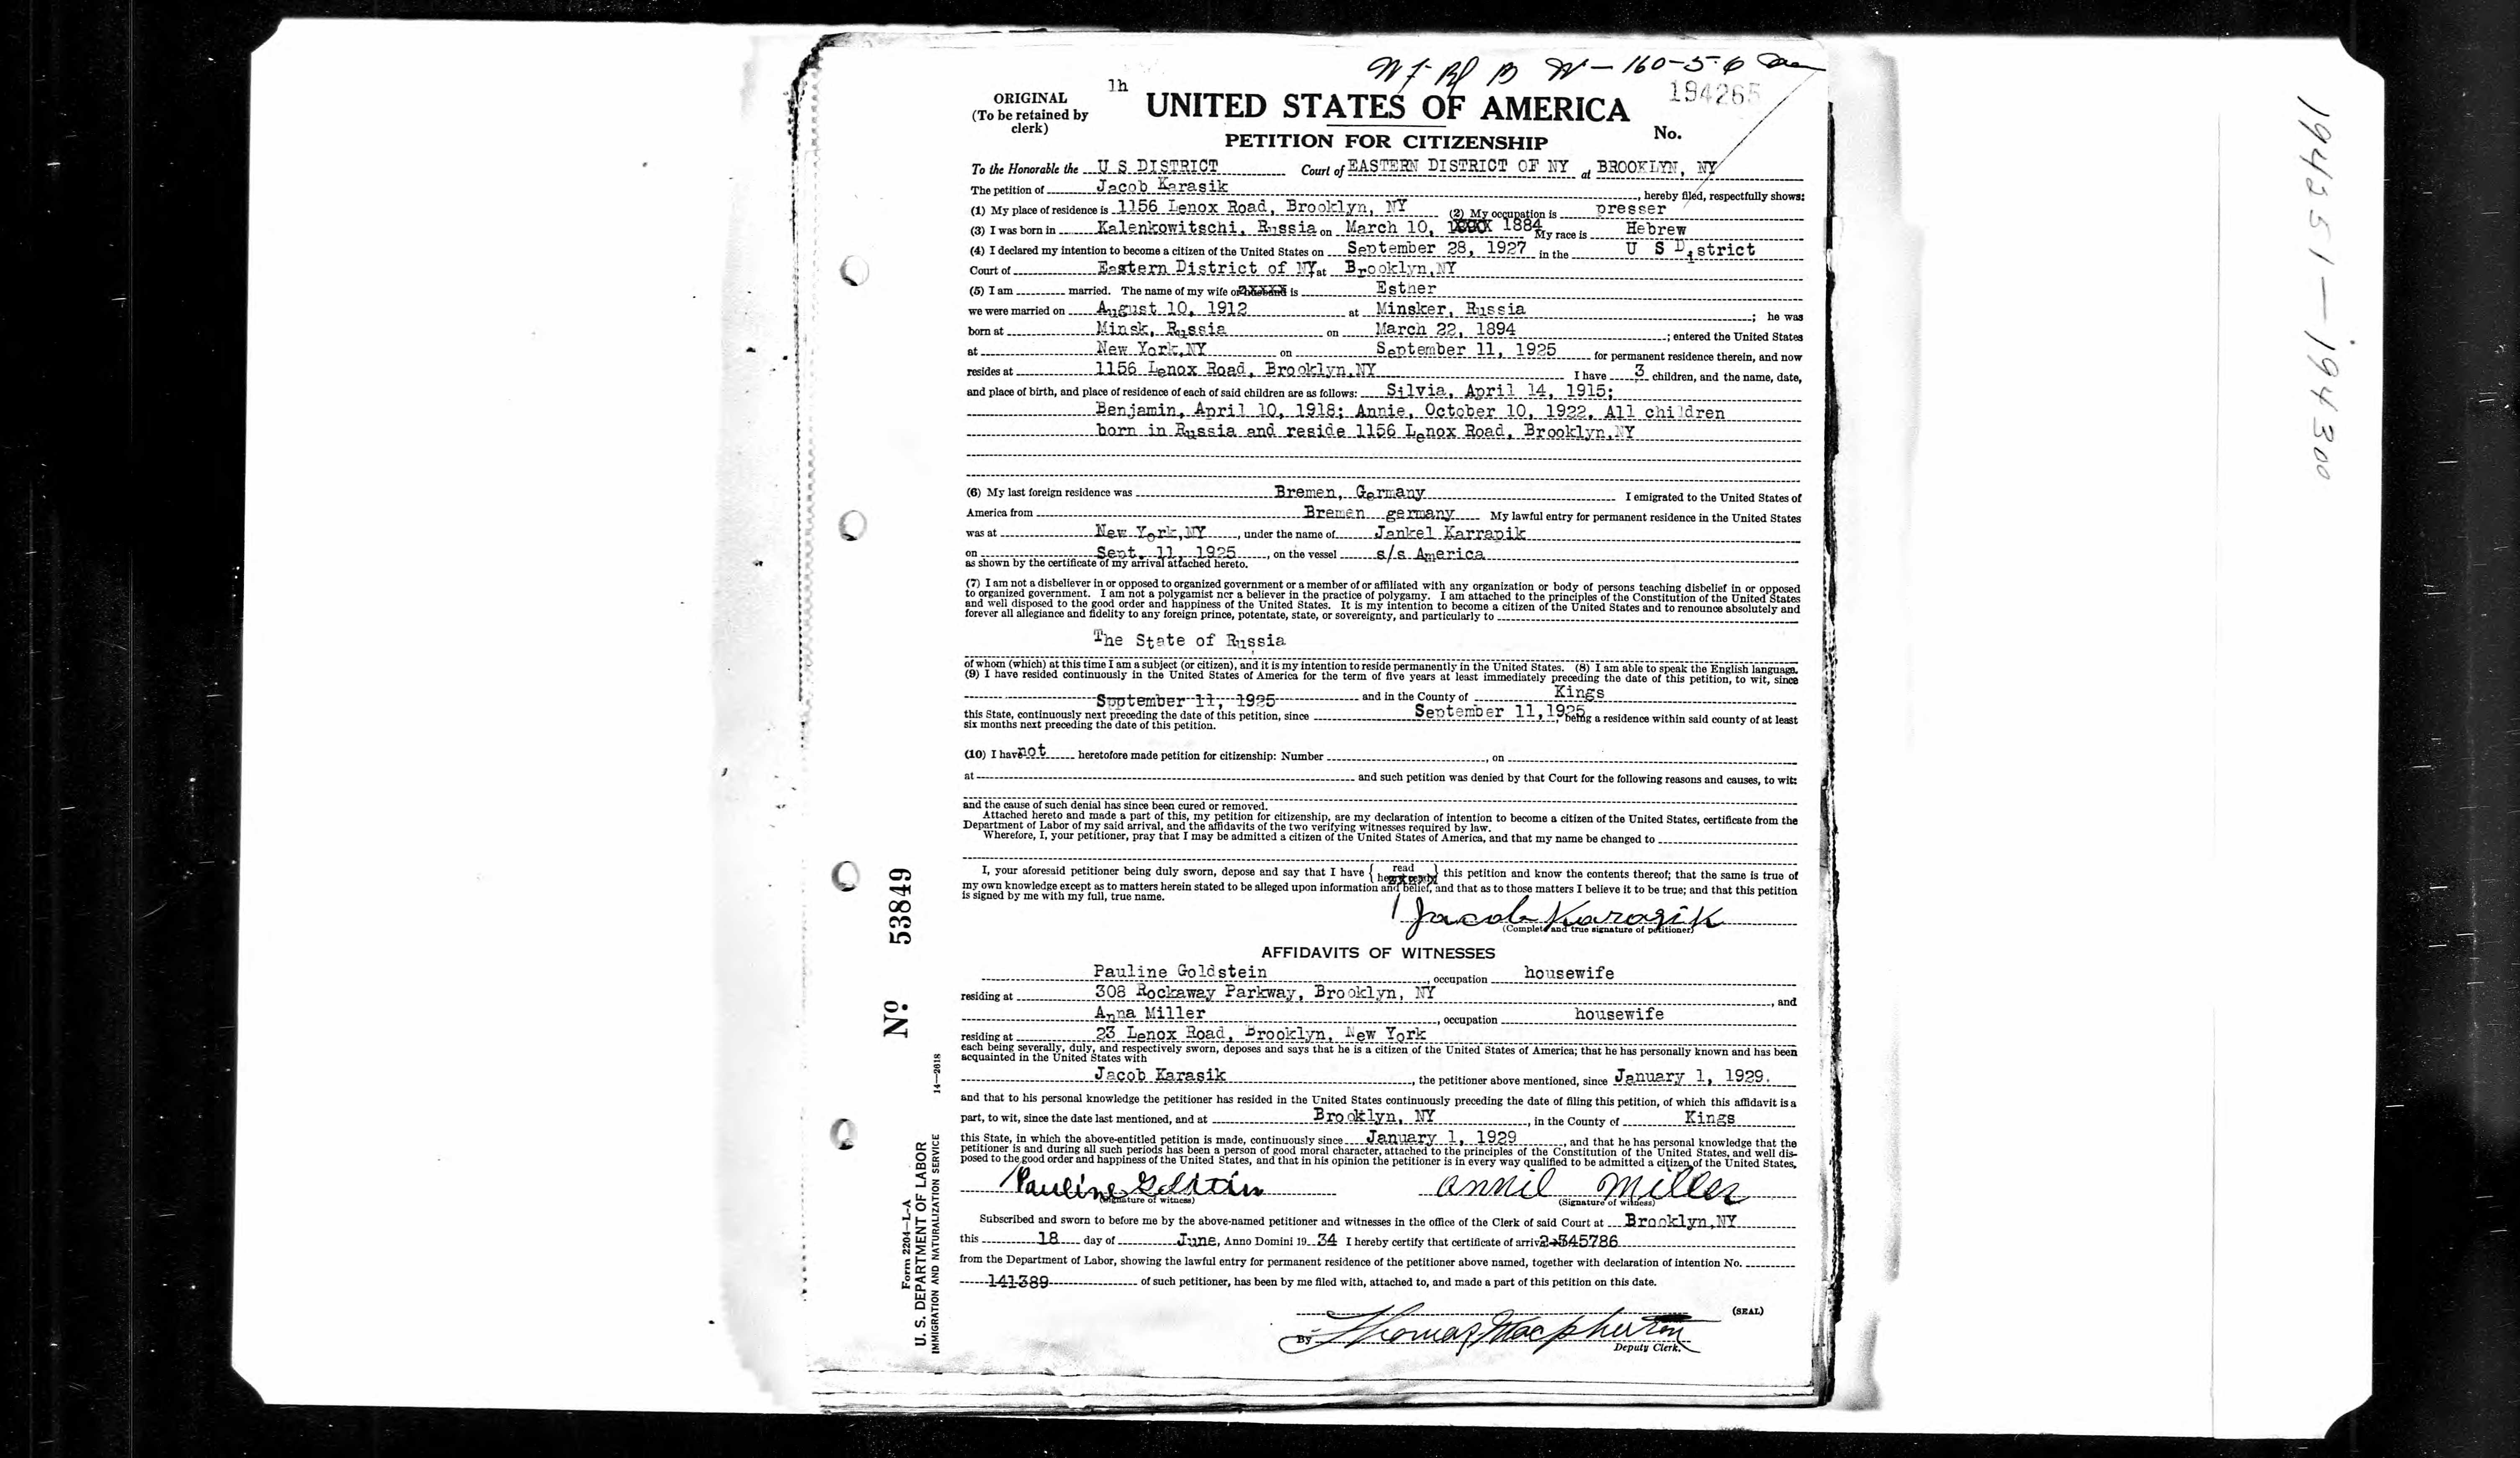 W - 160-5-6
1h
194265
ORIGINAL
(To be retained by
clerk)
UNITED STATES OF AMERICA
PETITION FOR CITIZENSHIP
No.
To the Honorable the U S DISTRICT Court of EASTERN DISTRICT OF NY at BROOKLYN, NY
The petition of Jacob Karasik, hereby filed, respectfully shows:
(1) My place of residence is 1156 Lenox Road, Brooklyn, NY (2) My occupation is presser
(3) I was born in Kalenkowitschi, Russia on March 10, 1884 My race is Hebrew
(4) I declared my intention to become a citizen of the United States on September 28, 1927 in the U S District
Court of Eastern District of NY at Brooklyn,NY
(5) I am married. The name of my wife or husband is Esther
we were married on August 10, 1912 at Minsker, Russia ; he was
born at Minsk, Russia on March 22, 1894 ; entered the United States
at New York,NY on September 11, 1925 for permanent residence therein, and now
resides at 1156 Lenox Road, Brooklyn,NY I have 3 children, and the name, date,
and place of birth, and place of residence of each of said children are as follows: Silvia, April 14, 1915;
Benjamin, April 10, 1918; Annie, October 10, 1922. All children
born in Russia and reside 1156 Lenox Road, Brooklyn,NY
(6) My last foreign residence was Bremen, Germany I emigrated to the United States of
America from Bremen germany My lawful entry for permanent residence in the United States
was at New York,NY, under the name of Jankel Karrapik
on Sept. 11, 1925, on the vessel s/s America
as shown by the certificate of my arrival attached hereto.
(7) I am not a disbeliever in or opposed to organized government or a member of or affiliated with any organization or body of persons teaching disbelief in or opposed
to organized government. I am not a polygamist nor a believer in the practice of polygamy. I am attached to the principles of the Constitution of the United States
and well disposed to the good order and happiness of the United States. It is my intention to become a citizen of the United States and to renounce absolutely and
forever all allegiance and fidelity to any foreign prince, potentate, state, or sovereignty, and particularly to
The State of Russia
of whom (which) at this time I am a subject (or citizen), and it is my intention to reside permanently in the United States. (8) I am able to speak the English language.
(9) I have resided continuously in the United States of America for the term of five years at least immediately preceding the date of this petition, to wit, since
September 11, 1925 and in the County of Kings
this State, continuously next preceding the date of this petition, since September 11,1925 being a residence within said county of at least
six months next preceding the date of this petition.
(10) I have not heretofore made petition for citizenship: Number , on
at and such petition was denied by that Court for the following reasons and causes, to wit:
and the cause of such denial has since been cured or removed.
Attached hereto and made a part of this, my petition for citizenship, are my declaration of intention to become a citizen of the United States, certificate from the
Department of Labor of my said arrival, and the affidavits of the two verifying witnesses required by law.
Wherefore, I, your petitioner, pray that I may be admitted a citizen of the United States of America, and that my name be changed to
I, your aforesaid petitioner being duly sworn, depose and say that I have { read } this petition and know the contents thereof; that the same is true of
my own knowledge except as to matters herein stated to be alleged upon information and belief, and that as to those matters I believe it to be true; and that this petition
is signed by me with my full, true name.
Jacob Karasik
(Complete and true signature of petitioner)
AFFIDAVITS OF WITNESSES
Pauline Goldstein, occupation housewife
residing at 308 Rockaway Parkway, Brooklyn, NY , and
Anna Miller, occupation housewife
residing at 23 Lenox Road, Brooklyn, New York
each being severally, duly, and respectively sworn, deposes and says that he is a citizen of the United States of America; that he has personally known and has been
acquainted in the United States with
Jacob Karasik, the petitioner above mentioned, since January 1, 1929.
and that to his personal knowledge the petitioner has resided in the United States continuously preceding the date of filing this petition, of which this affidavit is a
part, to wit, since the date last mentioned, and at Brooklyn, NY, in the County of Kings
this State, in which the above-entitled petition is made, continuously since January 1, 1929, and that he has personal knowledge that the
petitioner is and during all such periods has been a person of good moral character, attached to the principles of the Constitution of the United States, and well dis-
posed to the good order and happiness of the United States, and that in his opinion the petitioner is in every way qualified to be admitted a citizen of the United States.
Pauline Goldstein Annie Miller
(Signature of witness) (Signature of witness)
Subscribed and sworn to before me by the above-named petitioner and witnesses in the office of the Clerk of said Court at Brooklyn,NY
this 18 day of June, Anno Domini 1934 I hereby certify that certificate of arrival 2-345786
from the Department of Labor, showing the lawful entry for permanent residence of the petitioner above named, together with declaration of intention No.
141389 of such petitioner, has been by me filed with, attached to, and made a part of this petition on this date.
(SEAL)
By Thomas Macpherson
Deputy Clerk.
Nº 53849
14—2618
Form 2204—L-A
U. S. DEPARTMENT OF LABOR
IMMIGRATION AND NATURALIZATION SERVICE
194251-194300